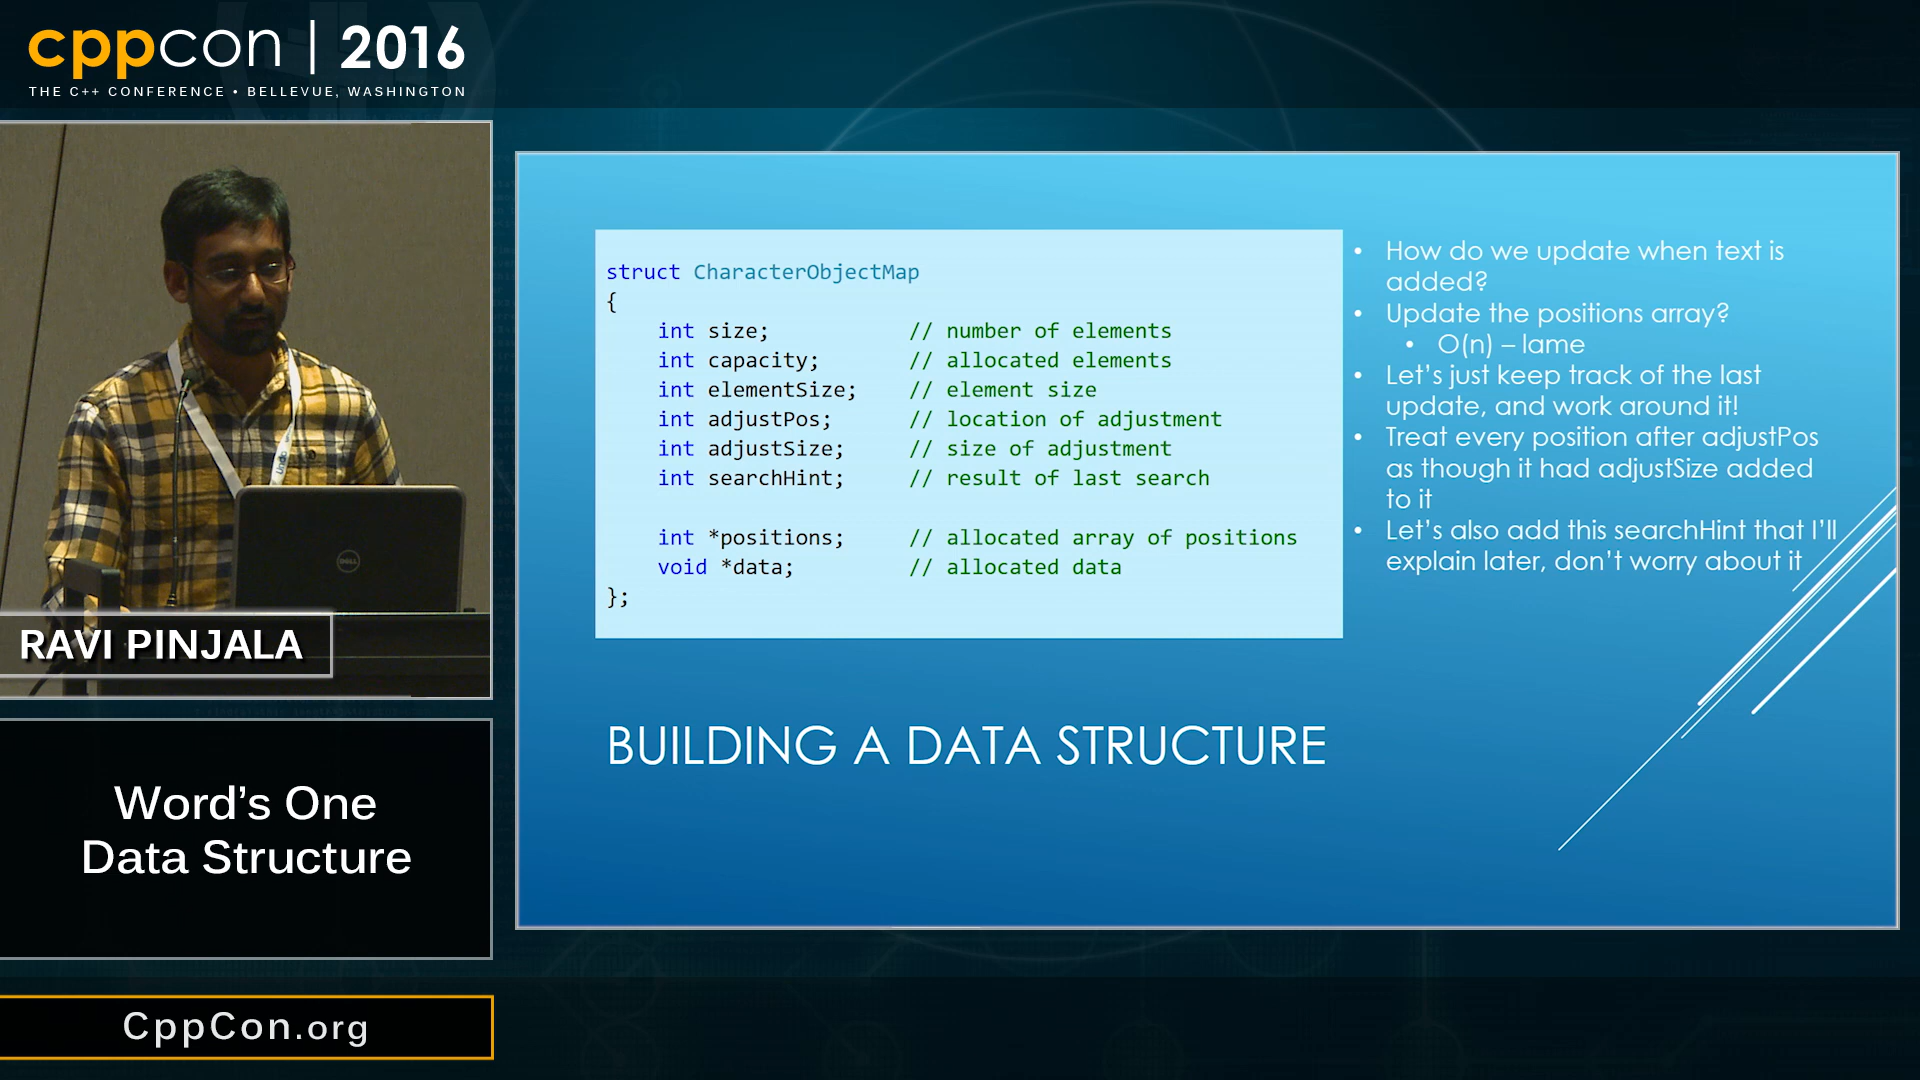 cppcon | 2016
THE C++ CONFERENCE • BELLEVUE, WASHINGTON
RAVI PINJALA
Word’s One
Data Structure
CppCon.org
struct CharacterObjectMap
{
    int size;           // number of elements
    int capacity;       // allocated elements
    int elementSize;    // element size
    int adjustPos;      // location of adjustment
    int adjustSize;     // size of adjustment
    int searchHint;     // result of last search
    int *positions;     // allocated array of positions
    void *data;         // allocated data
};
• How do we update when text is
added?
• Update the positions array?
• O(n) – lame
• Let’s just keep track of the last
update, and work around it!
• Treat every position after adjustPos
as though it had adjustSize added
to it
• Let’s also add this searchHint that I’ll
explain later, don’t worry about it
BUILDING A DATA STRUCTURE
DELL